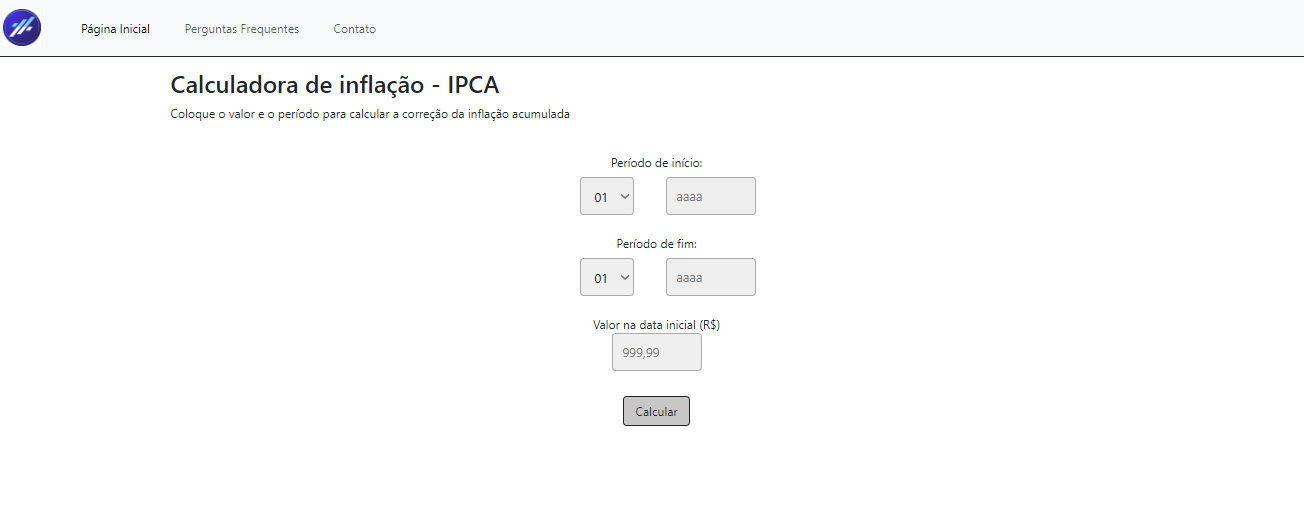 Página Inicial Perguntas Frequentes Contato
Calculadora de inflação - IPCA
Coloque o valor e o período para calcular a correção da inflação acumulada
Período de início:
01 aaaa
Período de fim:
01 aaaa
Valor na data inicial (R$)
999,99
Calcular